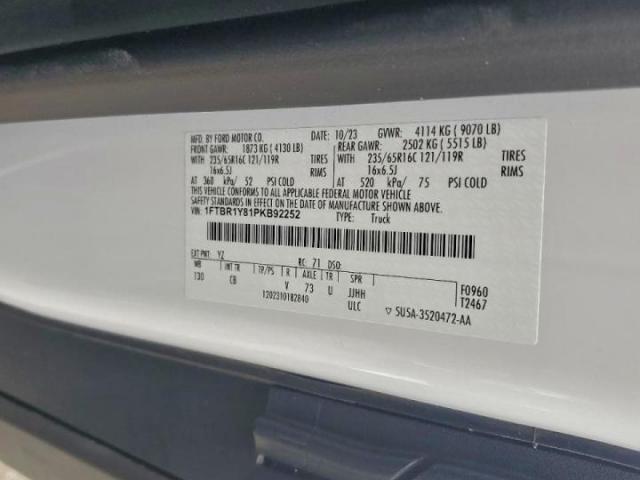 MFD. BY FORD MOTOR CO. DATE: 10/23 GVWR: 4114 KG ( 9070 LB)
FRONT GAWR: 1873 KG ( 4130 LB) REAR GAWR: 2502 KG ( 5515 LB)
WITH WITH
235/65R16C 121/119R TIRES 235/65R16C 121/119R TIRES
16x6.5J RIMS 16x6.5J RIMS
AT 360 kPa/ 52 PSI COLD AT 520 kPa/ 75 PSI COLD
THIS VEHICLE CONFORMS TO ALL APPLICABLE FEDERAL MOTOR VEHICLE
SAFETY STANDARDS IN EFFECT ON THE DATE OF MANUFACTURE SHOWN ABOVE.
VIN: 1FTBR1Y81PKB92252 TYPE: Truck
EXT PNT: YZ RC: 71 DSO:
WB INT TR TP/PS R AXLE TR SPR
130 CB V 73 U JJHH F0960
1202310182840 ULC T2467
▽ SUSA-3520472-AA